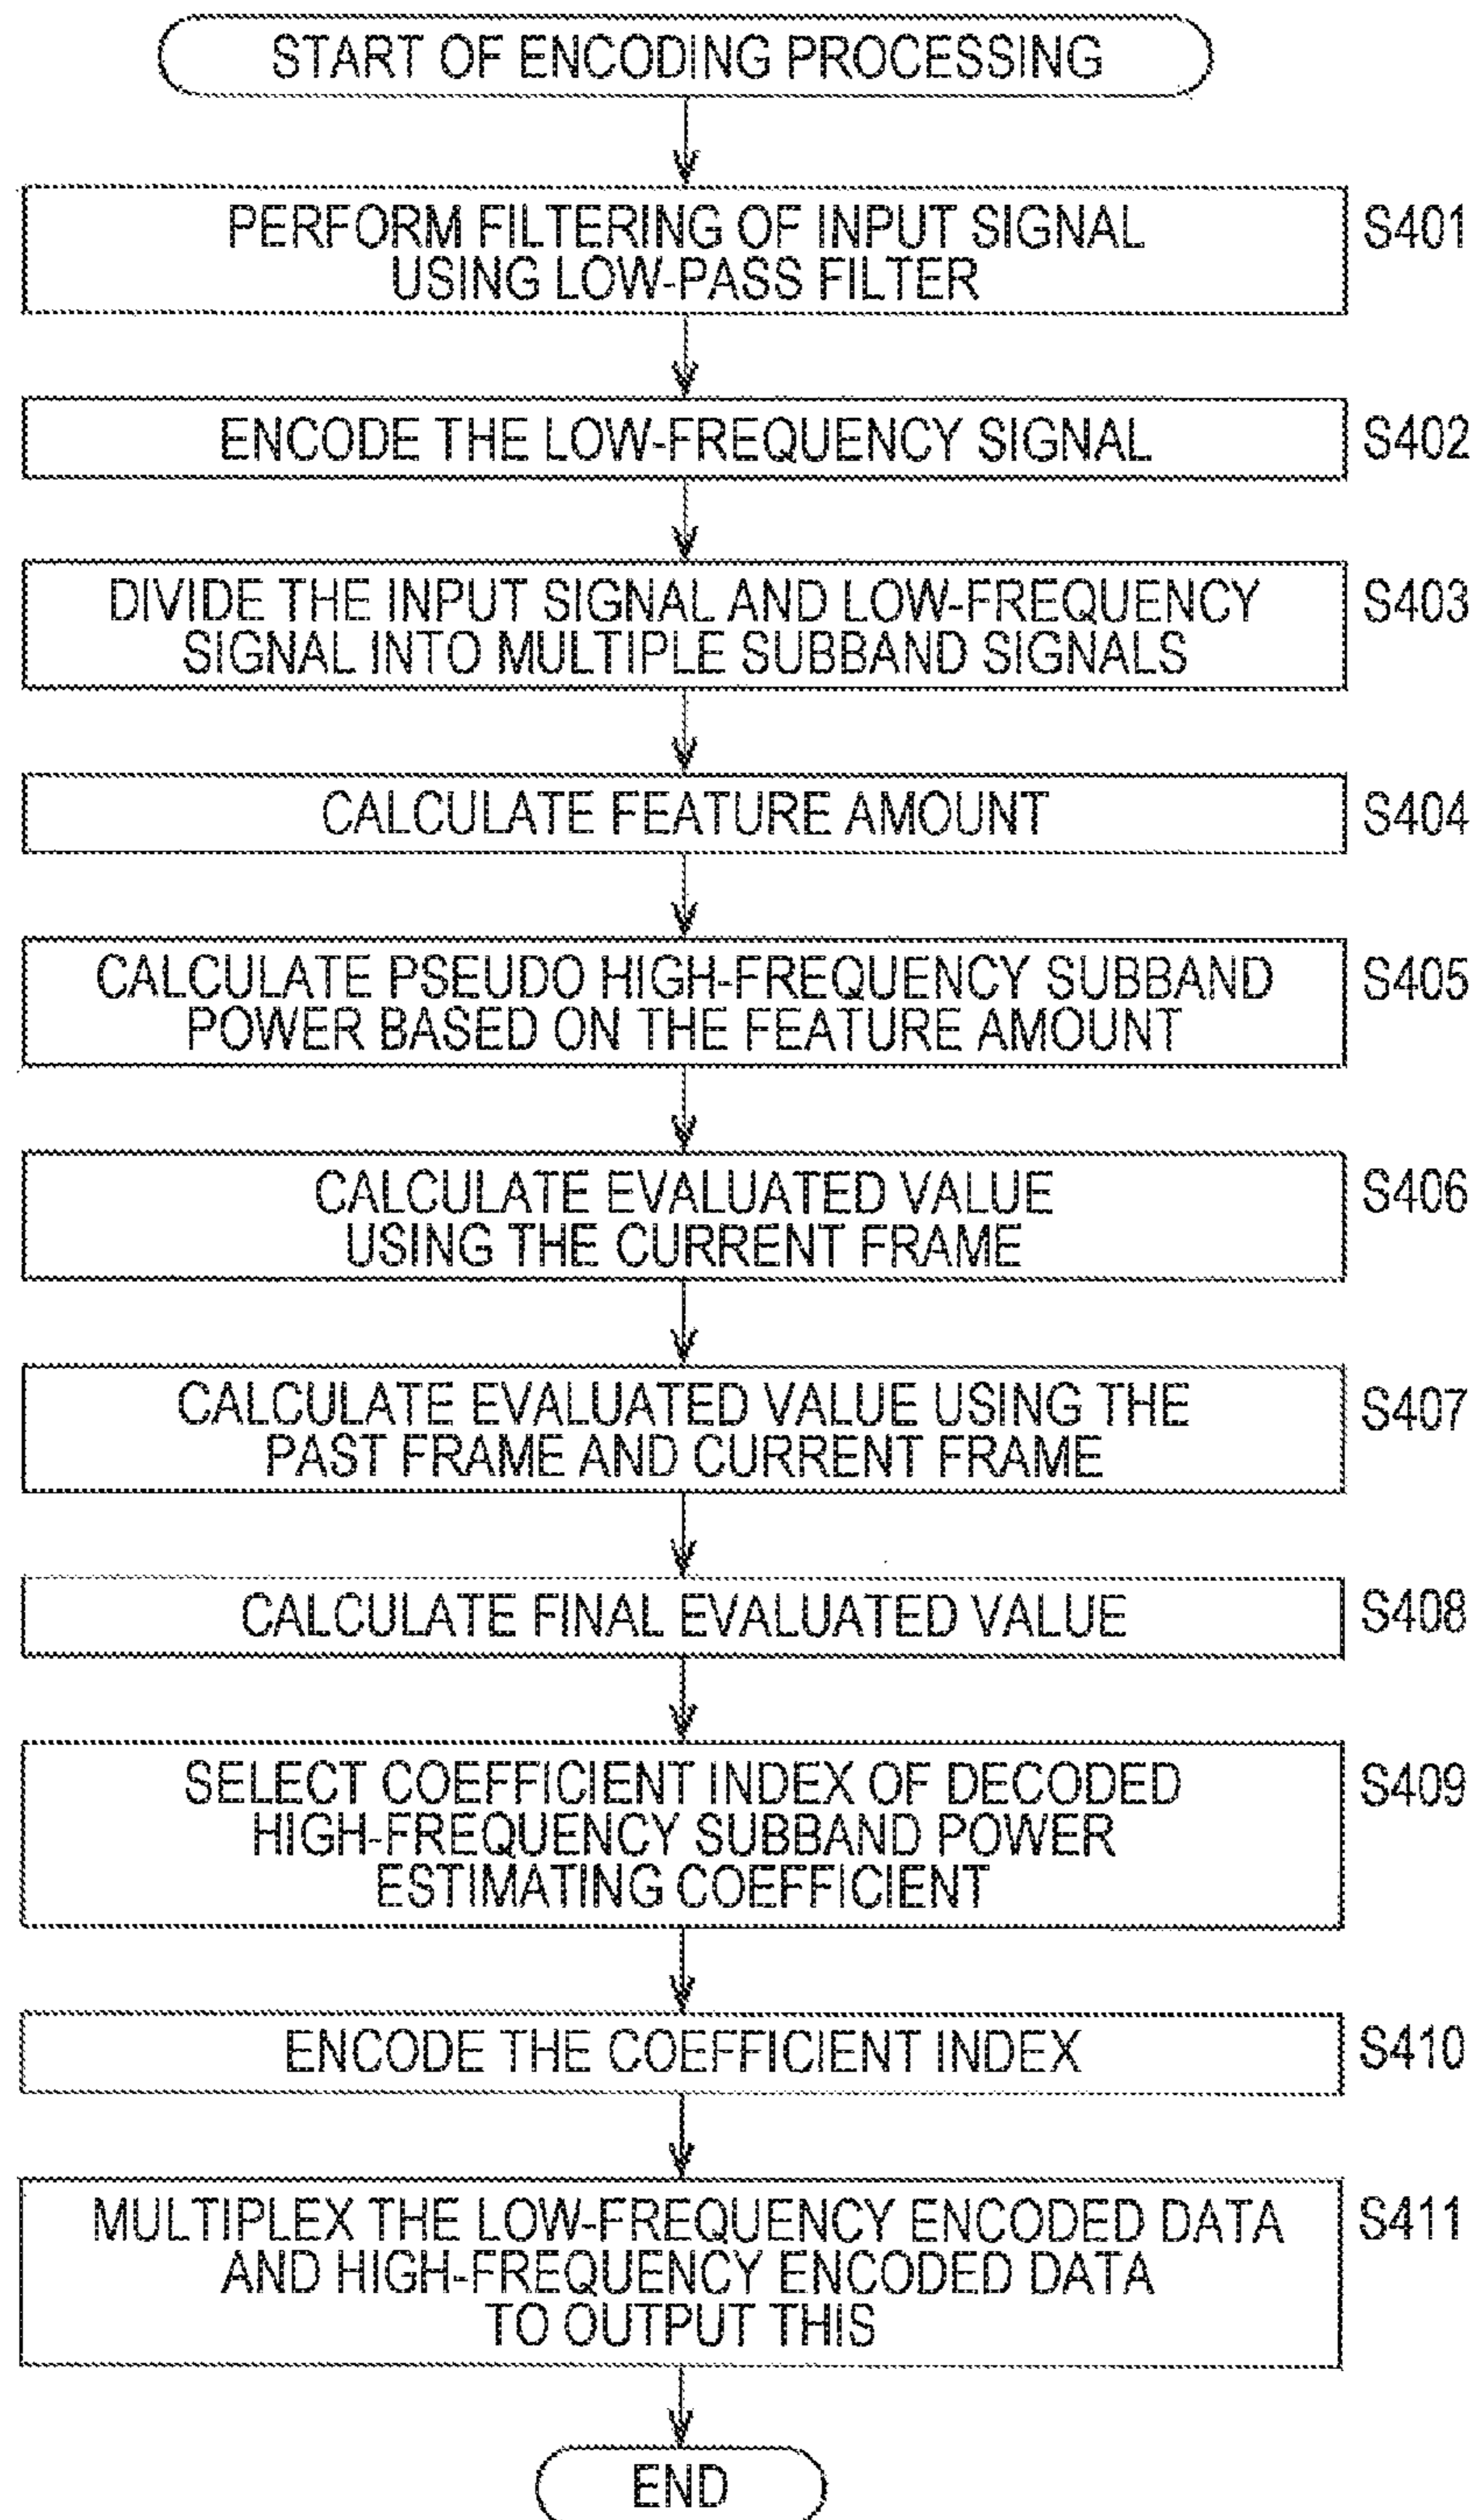 START OF ENCODING PROCESSING
PERFORM FILTERING OF INPUT SIGNAL
USING LOW-PASS FILTER
S401
ENCODE THE LOW-FREQUENCY SIGNAL
S402
DIVIDE THE INPUT SIGNAL AND LOW-FREQUENCY
SIGNAL INTO MULTIPLE SUBBAND SIGNALS
S403
CALCULATE FEATURE AMOUNT
S404
CALCULATE PSEUDO HIGH-FREQUENCY SUBBAND
POWER BASED ON THE FEATURE AMOUNT
S405
CALCULATE EVALUATED VALUE
USING THE CURRENT FRAME
S406
CALCULATE EVALUATED VALUE USING THE
PAST FRAME AND CURRENT FRAME
S407
CALCULATE FINAL EVALUATED VALUE
S408
SELECT COEFFICIENT INDEX OF DECODED
HIGH-FREQUENCY SUBBAND POWER
ESTIMATING COEFFICIENT
S409
ENCODE THE COEFFICIENT INDEX
S410
MULTIPLEX THE LOW-FREQUENCY ENCODED DATA
AND HIGH-FREQUENCY ENCODED DATA
TO OUTPUT THIS
S411
END